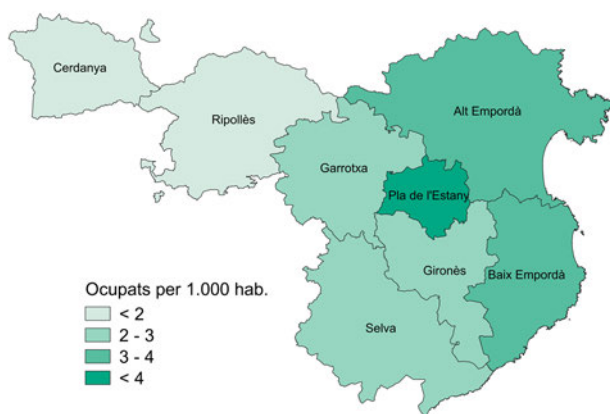 Cerdanya
Ripollès
Alt Empordà
Garrotxa
Pla de l'Estany
Gironès
Baix Empordà
Selva
Ocupats per 1.000 hab.
< 2
2 - 3
3 - 4
< 4